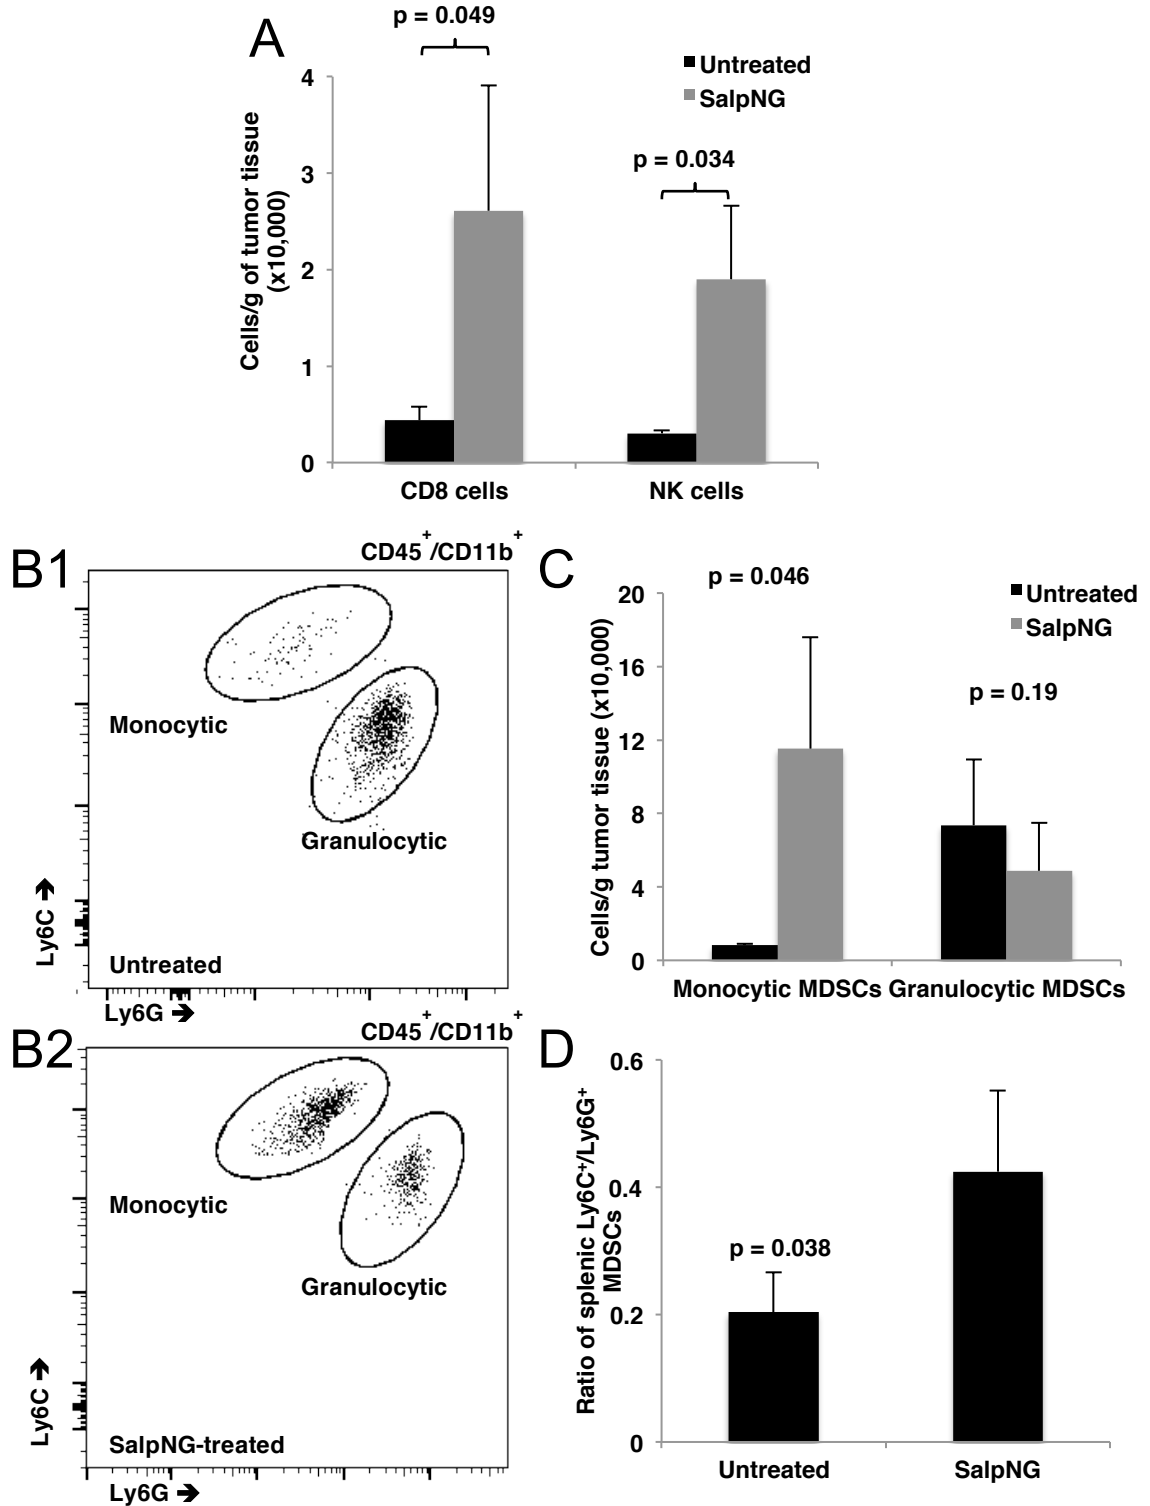 A
p = 0.049
Untreated
SalpNG
p = 0.034
Cells/g of tumor tissue
(x10,000)
4
3
2
1
0
CD8 cells
NK cells
B1
CD45+/CD11b+
Monocytic
Granulocytic
Ly6C →
Untreated
Ly6G →
C
p = 0.046
Untreated
SalpNG
p = 0.19
Cells/g tumor tissue (x10,000)
20
16
12
8
4
0
Monocytic MDSCs
Granulocytic MDSCs
B2
CD45+/CD11b+
Monocytic
Granulocytic
Ly6C →
SalpNG-treated
Ly6G →
D
Ratio of splenic Ly6C+/Ly6G+
MDSCs
0.6
0.4
0.2
0
p = 0.038
Untreated
SalpNG